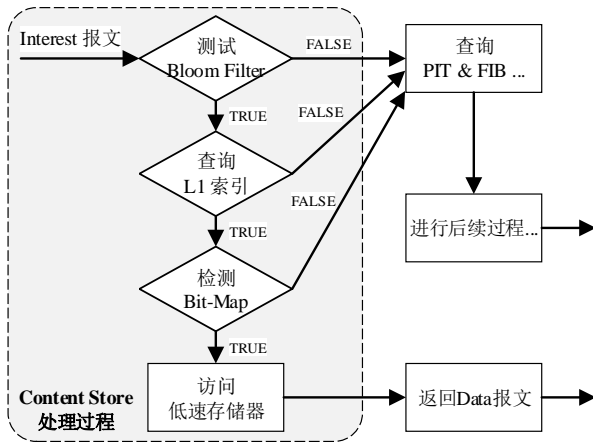 Interest 报文
测试
Bloom Filter
FALSE
查询
PIT & FIB ...
TRUE
FALSE
查询
L1 索引
FALSE
进行后续过程...
TRUE
检测
Bit-Map
TRUE
Content Store
处理过程
访问
低速存储器
返回Data报文